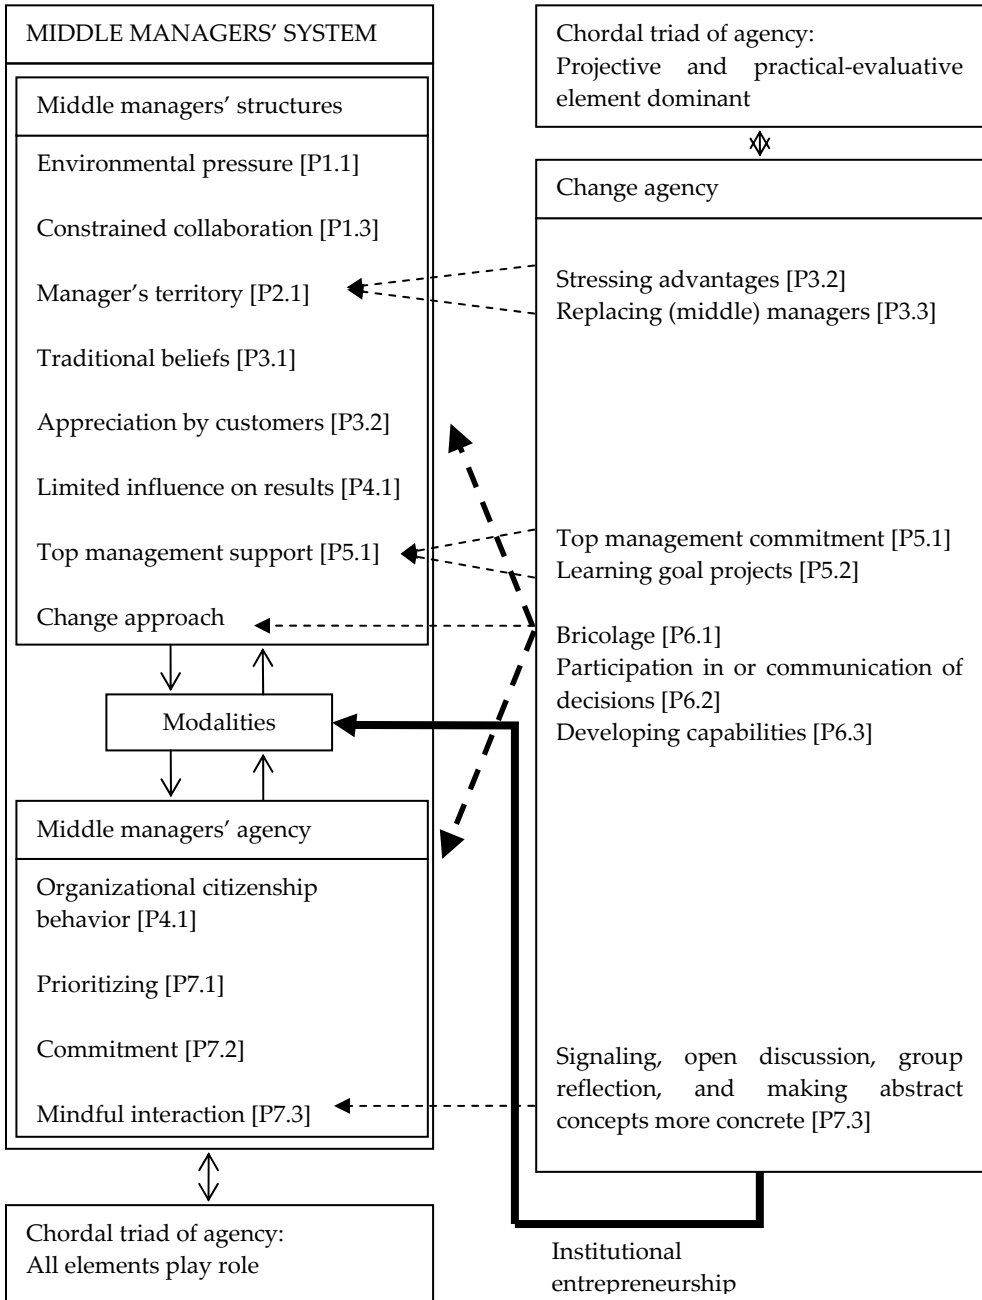 MIDDLE MANAGERS’ SYSTEM
Middle managers’ structures
Environmental pressure [P1.1]
Constrained collaboration [P1.3]
Manager’s territory [P2.1]
Traditional beliefs [P3.1]
Appreciation by customers [P3.2]
Limited influence on results [P4.1]
Top management support [P5.1]
Change approach
Modalities
Middle managers’ agency
Organizational citizenship
behavior [P4.1]
Prioritizing [P7.1]
Commitment [P7.2]
Mindful interaction [P7.3]
Chordal triad of agency:
All elements play role
Chordal triad of agency:
Projective and practical-evaluative
element dominant
Change agency
Stressing advantages [P3.2]
Replacing (middle) managers [P3.3]
Top management commitment [P5.1]
Learning goal projects [P5.2]
Bricolage [P6.1]
Participation in or communication of
decisions [P6.2]
Developing capabilities [P6.3]
Signaling, open discussion, group
reflection, and making abstract
concepts more concrete [P7.3]
Institutional
entrepreneurship